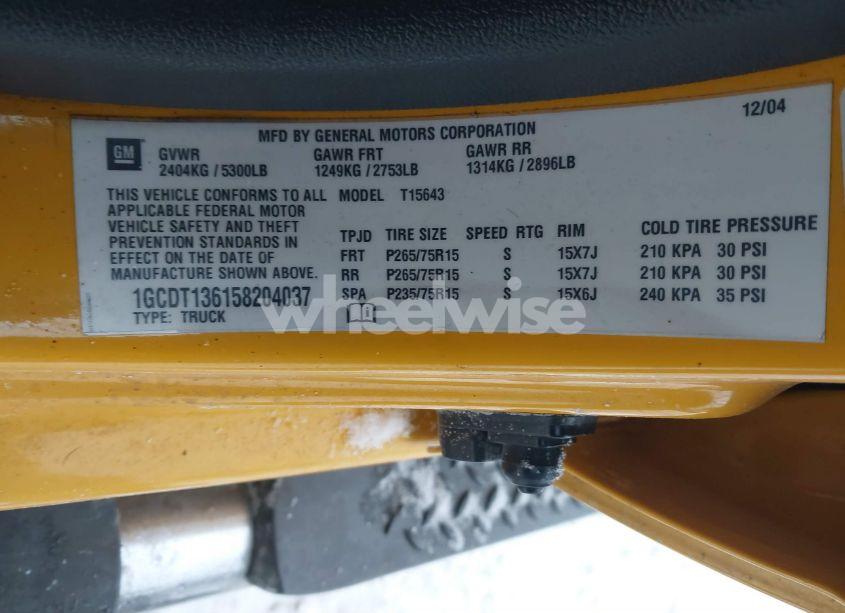 12/04
MFD BY GENERAL MOTORS CORPORATION
GM
GVWR GAWR FRT GAWR RR
2404KG / 5300LB 1249KG / 2753LB 1314KG / 2896LB
THIS VEHICLE CONFORMS TO ALL MODEL T15643
APPLICABLE FEDERAL MOTOR
VEHICLE SAFETY AND THEFT
PREVENTION STANDARDS IN
EFFECT ON THE DATE OF
MANUFACTURE SHOWN ABOVE.
1GCDT136158204037
TYPE: TRUCK
TPJD TIRE SIZE SPEED RTG RIM COLD TIRE PRESSURE
FRT P265/75R15 S 15X7J 210 KPA 30 PSI
RR P265/75R15 S 15X7J 210 KPA 30 PSI
SPA P235/75R15 S 15X6J 240 KPA 35 PSI
wheelwise